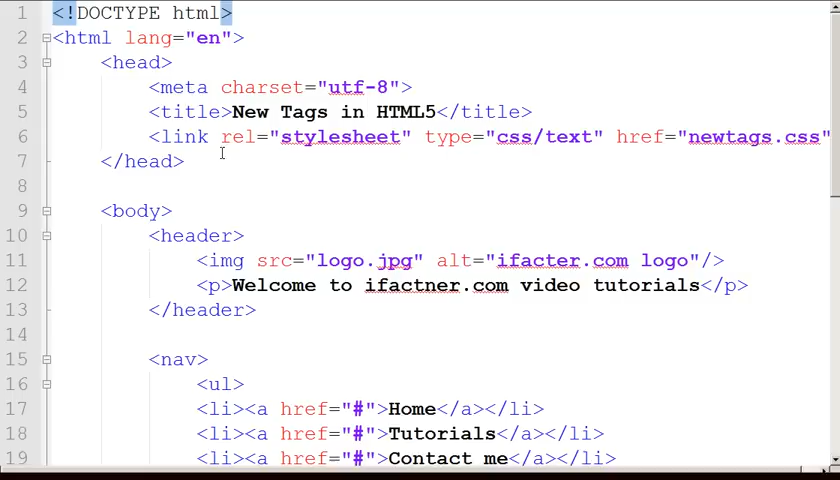 1 <!DOCTYPE html>
2 <html lang="en">
3 <head>
4 <meta charset="utf-8">
5 <title>New Tags in HTML5</title>
6 <link rel="stylesheet" type="css/text" href="newtags.css"
7 </head>
8
9 <body>
10 <header>
11 <img src="logo.jpg" alt="ifacter.com logo"/>
12 <p>Welcome to ifactner.com video tutorials</p>
13 </header>
14
15 <nav>
16 <ul>
17 <li><a href="#">Home</a></li>
18 <li><a href="#">Tutorials</a></li>
19 <li><a href="#">Contact me</a></li>